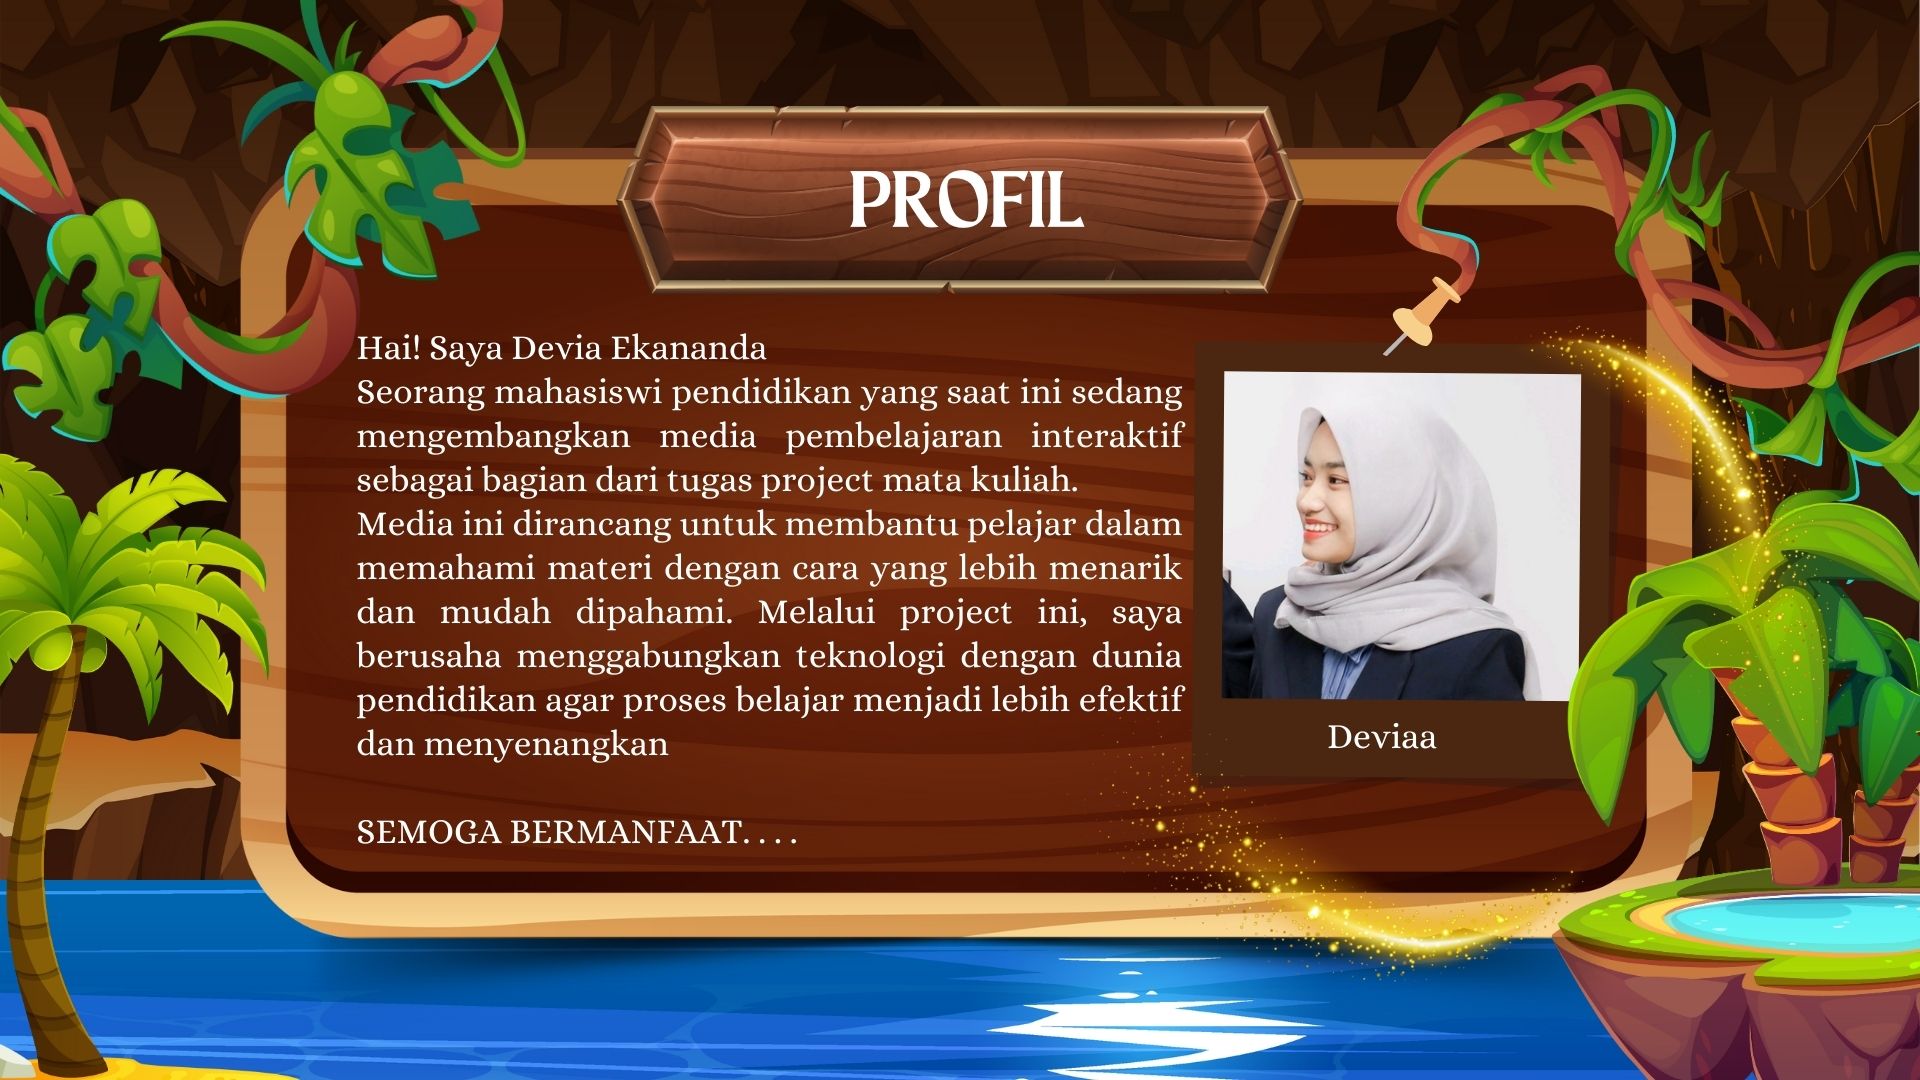 PROFIL
Hai! Saya Devia Ekananda
Seorang mahasiswi pendidikan yang saat ini sedang
mengembangkan media pembelajaran interaktif
sebagai bagian dari tugas project mata kuliah.
Media ini dirancang untuk membantu pelajar dalam
memahami materi dengan cara yang lebih menarik
dan mudah dipahami. Melalui project ini, saya
berusaha menggabungkan teknologi dengan dunia
pendidikan agar proses belajar menjadi lebih efektif
dan menyenangkan
SEMOGA BERMANFAAT. . . .
Deviaa